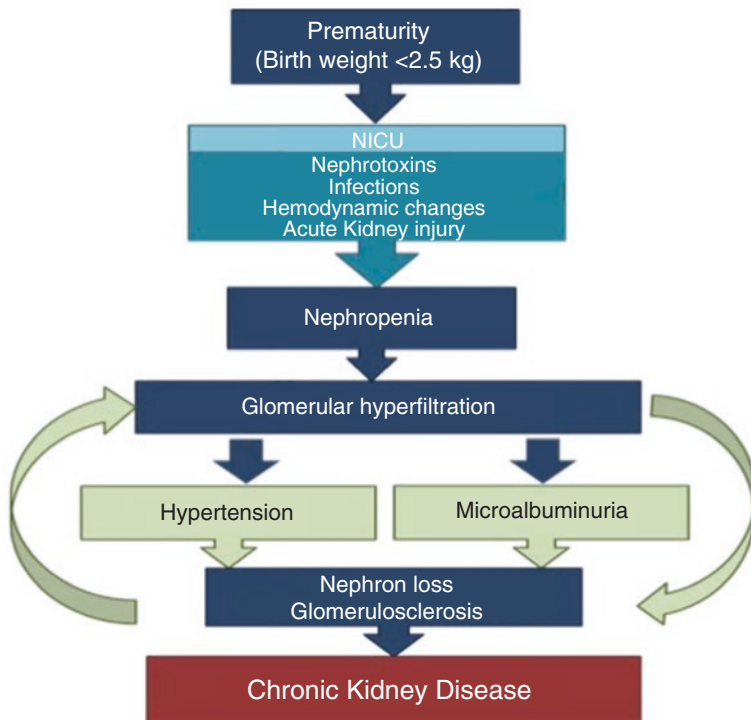 Prematurity
(Birth weight <2.5 kg)
NICU
Nephrotoxins
Infections
Hemodynamic changes
Acute Kidney injury
Nephropenia
Glomerular hyperfiltration
Hypertension
Microalbuminuria
Nephron loss
Glomerulosclerosis
Chronic Kidney Disease